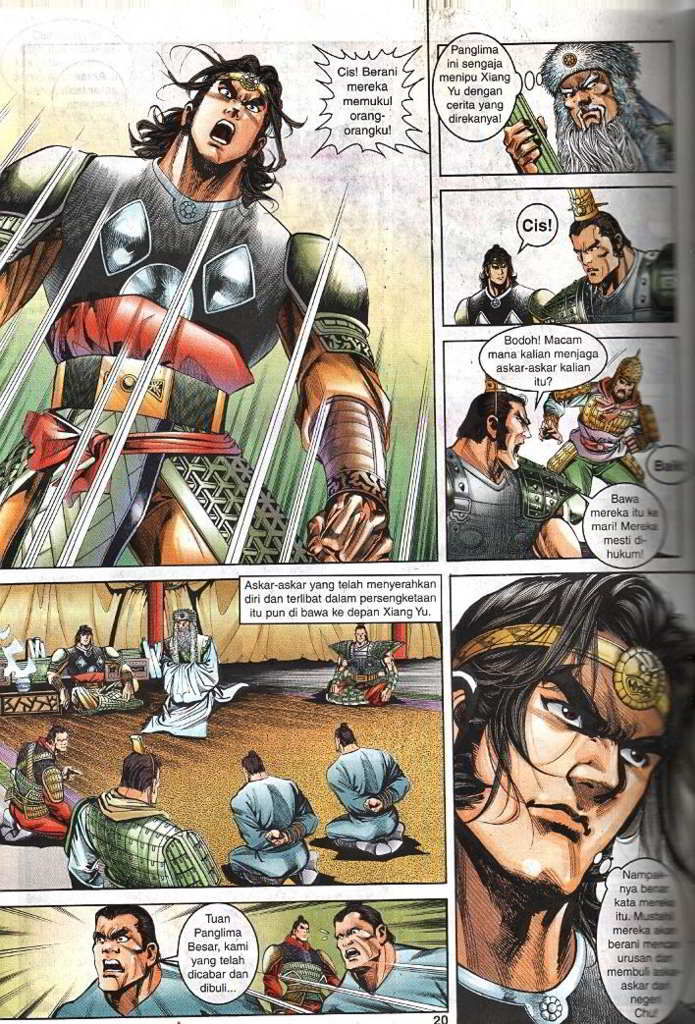 Cis! Berani
mereka
memukul
orang-
orangku!
Panglima
ini sengaja
menipu Xiang
Yu dengan
cerita yang
direkanya!
Cis!
Bodoh! Macam
mana kalian menjaga
askar-askar kalian
itu?
Baik!
Bawa
mereka itu ke
mari! Mereka
mesti di-
hukum!
Askar-askar yang telah menyerahkan
diri dan terlibat dalam persengketaan
itu pun di bawa ke depan Xiang Yu.
Tuan
Panglima
Besar, kami
yang telah
dicabar dan
dibuli...
Nampak-
nya benar
kata mereka
itu. Mustahil
mereka akan
berani
urusan
membuli askar-
askar dari
negeri
Chu!
20